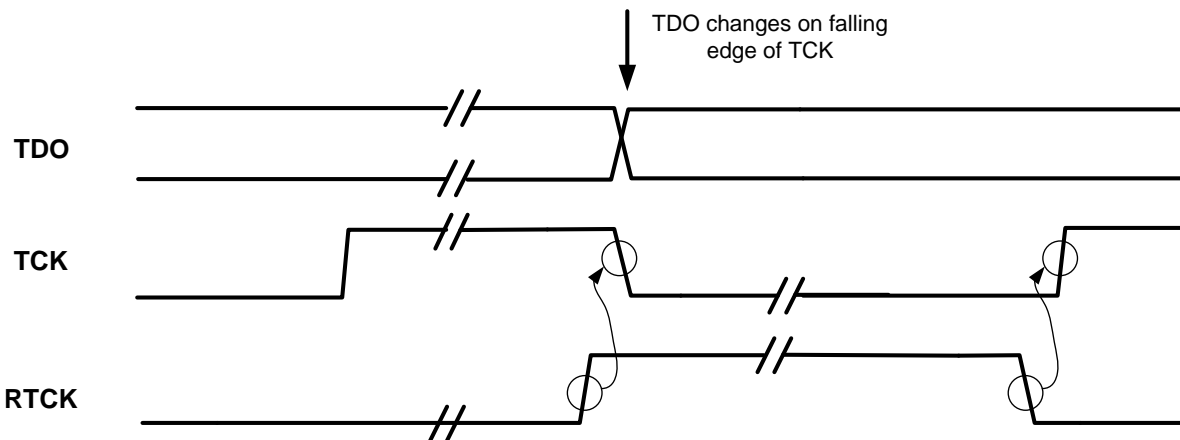 TDO changes on falling
edge of TCK
TDO
TCK
RTCK